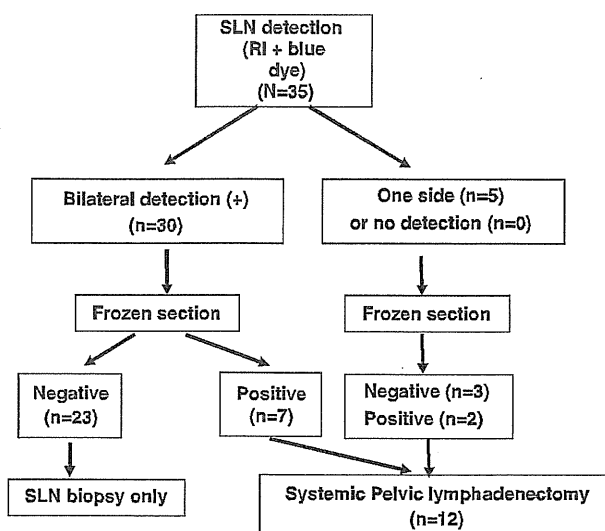 SLN detection
(RI + blue
dye)
(N=35)
Bilateral detection (+)
(n=30)
One side (n=5)
or no detection (n=0)
Frozen section
Frozen section
Negative
(n=23)
Positive
(n=7)
Negative (n=3)
Positive (n=2)
SLN biopsy only
Systemic Pelvic lymphadenectomy
(n=12)